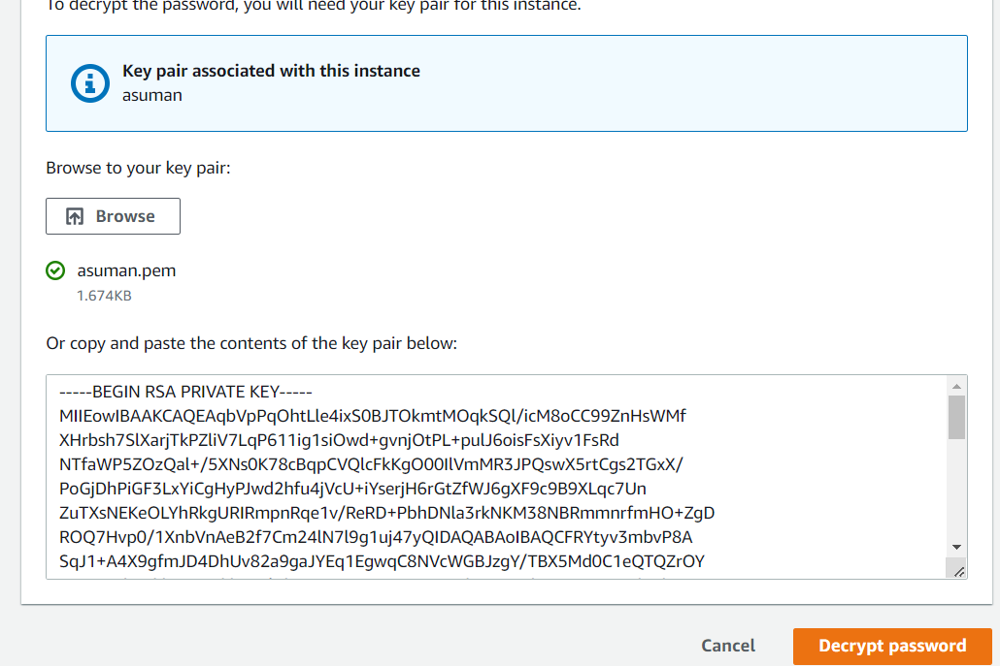 To decrypt the password, you will need your key pair for this instance.
Key pair associated with this instance
asuman
Browse to your key pair:
Browse
asuman.pem
1.674KB
Or copy and paste the contents of the key pair below:
-----BEGIN RSA PRIVATE KEY-----
MIIEowIBAAKCAQEAqbVpPqOhtLle4ixS0BJTOkmtMOqkSQl/icM8oCC99ZnHsWMf
XHrbsh7SlXarjTkPZliV7LqP611ig1siOwd+gvnjOtPL+pulJ6oisFsXiyv1FsRd
NTfaWP5ZOzQal+/5XNs0K78cBqpCVQlcFkKgO00IlVmMR3JPQswX5rtCgs2TGxX/
PoGjDhPiGF3LxYiCgHyPJwd2hfu4jVcU+iYserjH6rGtZfWJ6gXF9c9B9XLqc7Un
ZuTXsNEKeOLYhRkgURIRmpnRqe1v/ReRD+PbhDNla3rkNKM38NBRmmnrfmHO+ZgD
ROQ7Hvp0/1XnbVnAeB2f7Cm24lN7l9g1uj47yQIDAQABAoIBAQCFRYtyv3mbvP8A
SqJ1+A4X9gfmJD4DhUv82a9gaJYEq1EgwqC8NVcWGBJzgY/TBX5Md0C1eQTQZrOY
Cancel
Decrypt password